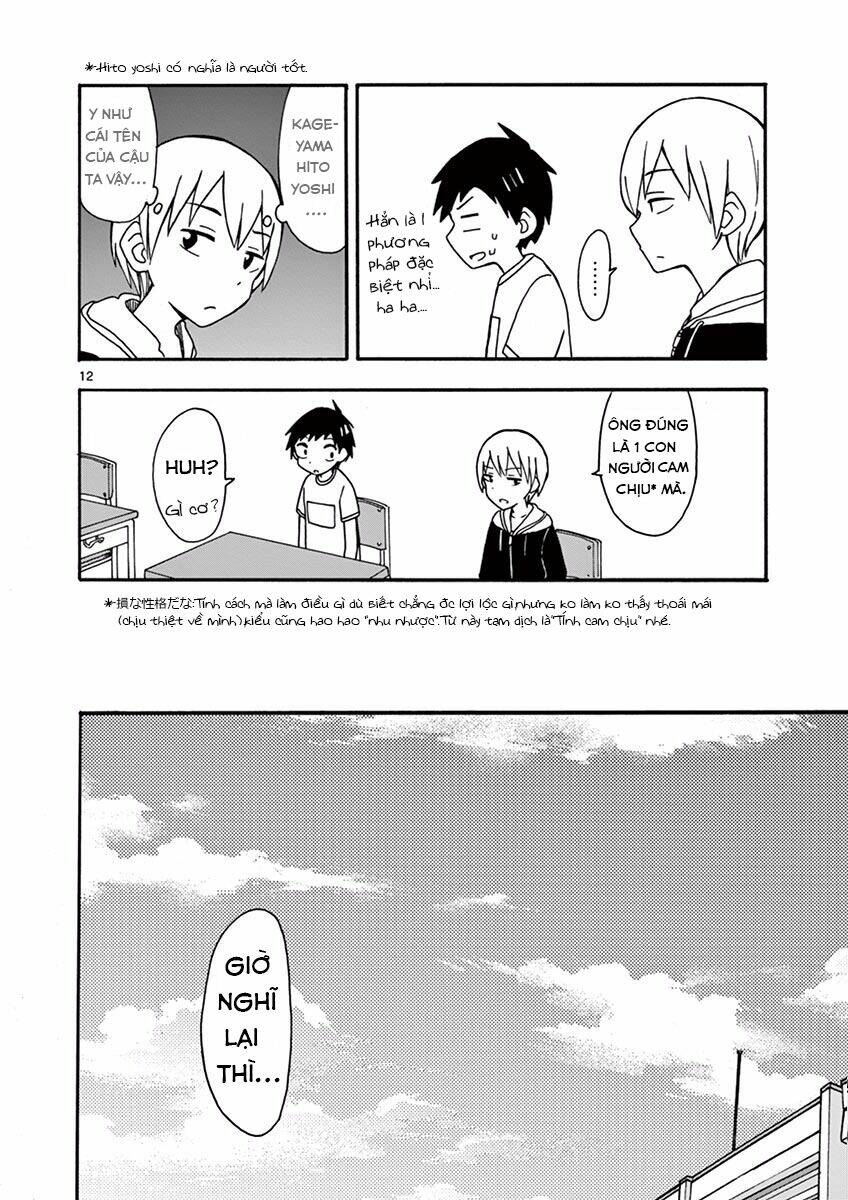 *-Hito yoshi có nghĩa là người tốt.
Hẳn là 1
phương
pháp đặc
biệt nhỉ...
ha ha....
......
KAGE-
YAMA
HITO
YOSHI
....
Y NHƯ
CÁI TÊN
CỦA CẬU
TA VẬY...
12
ÔNG ĐÚNG
LÀ 1 CON
NGƯỜI CAM
CHỊU* MÀ.
HUH?
Gì cơ?
*-損な性格だな:Tính cách mà làm điều gì dù biết chẳng đc lợi lộc gì,nhưng ko làm ko thấy thoái mái
(chịu thiệt về mình),kiểu cũng hao hao "nhu nhược".Từ này tạm dịch là"Tính cam chịu" nhé.
GIỜ
NGHĨ
LẠI
THÌ...